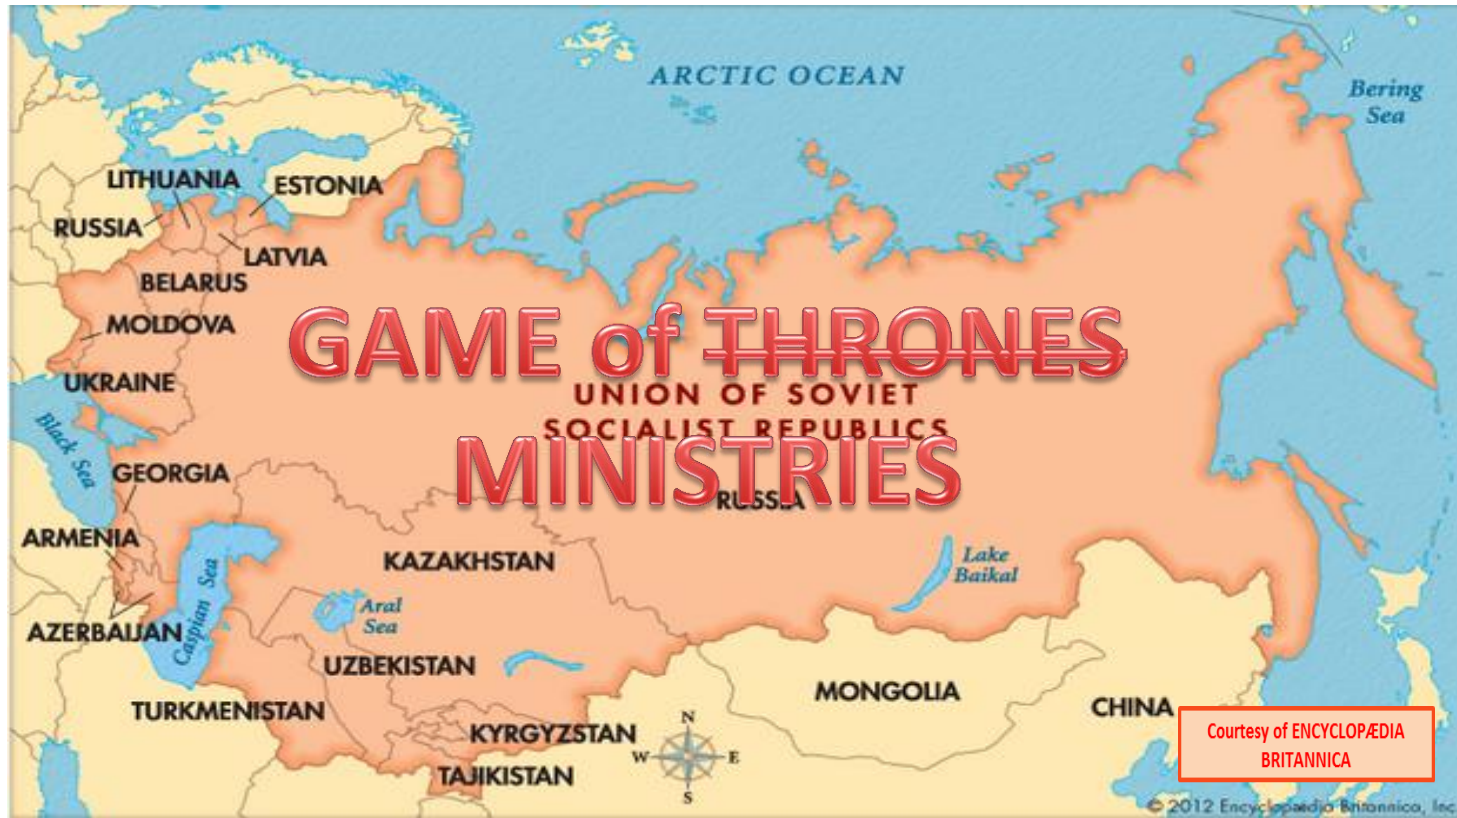 ARCTIC OCEAN
Bering
Sea
LITHUANIA
ESTONIA
RUSSIA
LATVIA
BELARUS
MOLDOVA
GAME of THRONES
UKRAINE
UNION OF SOVIET
SOCIALIST REPUBLICS
MINISTRIES
Black Sea
GEORGIA
RUSSIA
ARMENIA
KAZAKHSTAN
Lake
Baikal
Caspian Sea
Aral
Sea
AZERBAIJAN
UZBEKISTAN
MONGOLIA
TURKMENISTAN
CHINA
KYRGYZSTAN
N
W
E
S
TAJIKISTAN
Courtesy of ENCYCLOPÆDIA
BRITANNICA
© 2012 Encyclopædia Britannica, Inc.